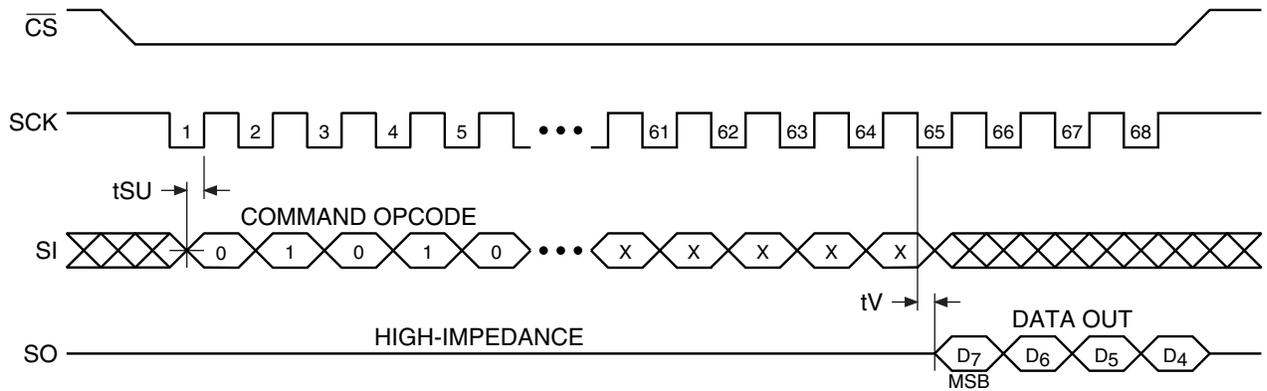 CS
SCK 1 2 3 4 5 ••• 61 62 63 64 65 66 67 68
tSU
COMMAND OPCODE
SI 0 1 0 1 0 ••• X X X X X
tV
HIGH-IMPEDANCE
DATA OUT
SO D7 D6 D5 D4
MSB